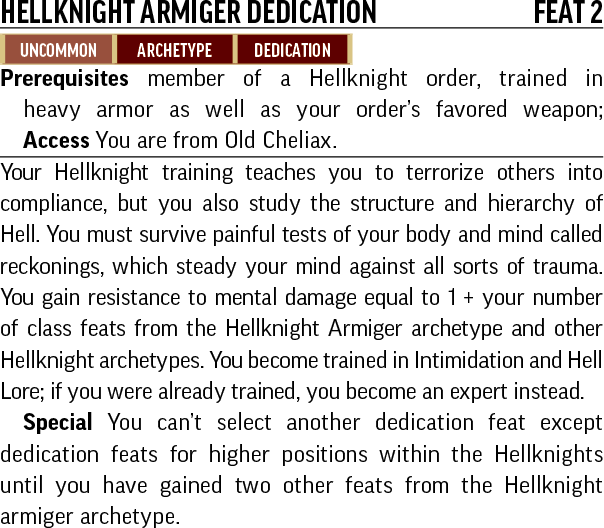 HELLKNIGHT ARMIGER DEDICATION FEAT 2
UNCOMMON ARCHETYPE DEDICATION
Prerequisites member of a Hellknight order, trained in
heavy armor as well as your order’s favored weapon;
Access You are from Old Cheliax.
Your Hellknight training teaches you to terrorize others into
compliance, but you also study the structure and hierarchy of
Hell. You must survive painful tests of your body and mind called
reckonings, which steady your mind against all sorts of trauma.
You gain resistance to mental damage equal to 1 + your number
of class feats from the Hellknight Armiger archetype and other
Hellknight archetypes. You become trained in Intimidation and Hell
Lore; if you were already trained, you become an expert instead.
Special You can’t select another dedication feat except
dedication feats for higher positions within the Hellknights
until you have gained two other feats from the Hellknight
armiger archetype.